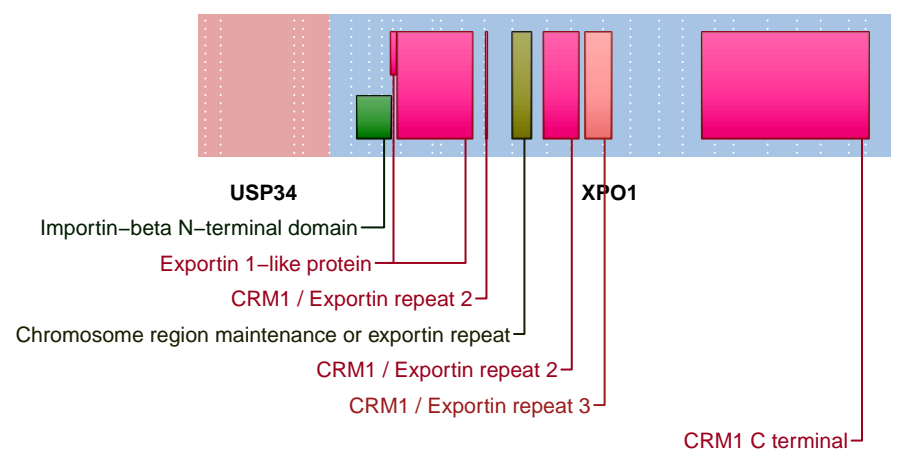 USP34 XPO1
Importin−beta N−terminal domain
Exportin 1−like protein
CRM1 / Exportin repeat 2
Chromosome region maintenance or exportin repeat
CRM1 / Exportin repeat 2
CRM1 / Exportin repeat 3
CRM1 C terminal